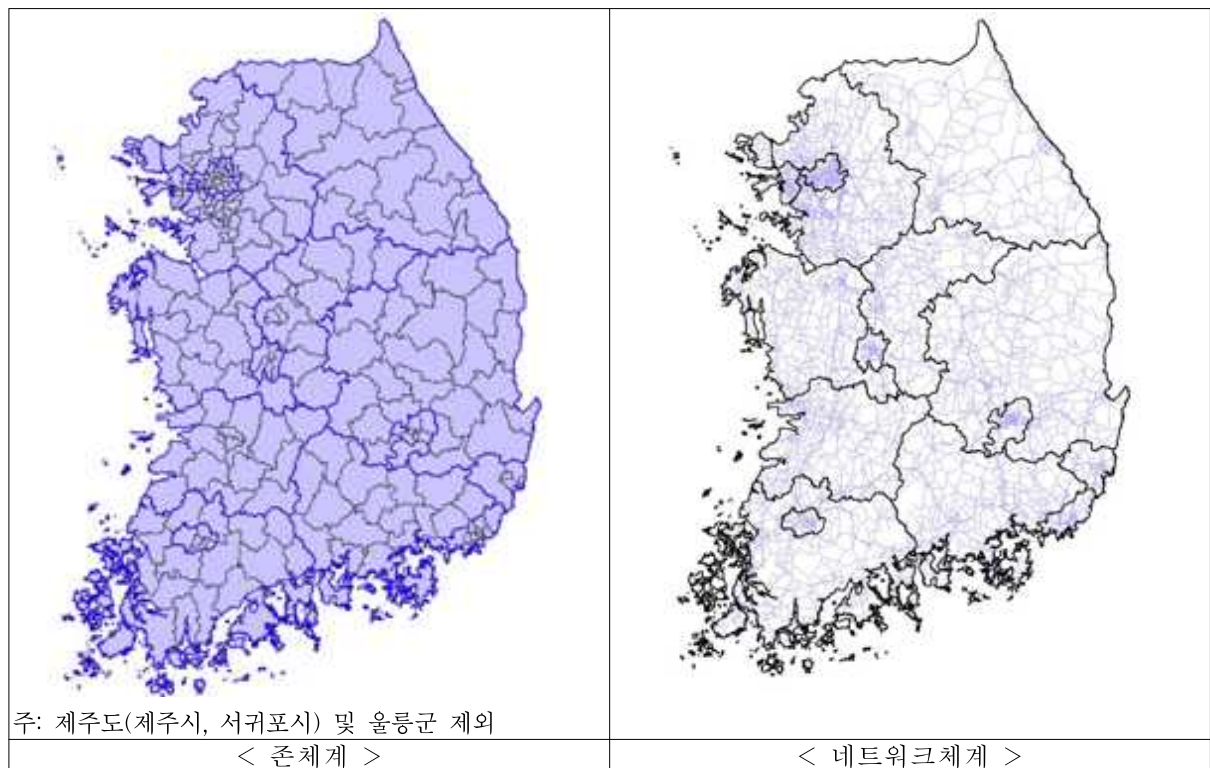 주: 제주도(제주시, 서귀포시) 및 울릉군 제외
< 존체계 >
< 네트워크체계 >